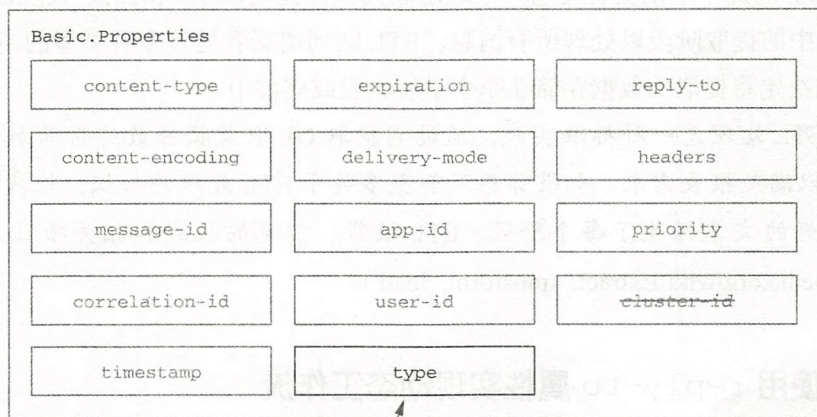 Basic.Properties
content-type expiration reply-to
content-encoding delivery-mode headers
message-id app-id priority
correlation-id user-id cluster-id
timestamp type